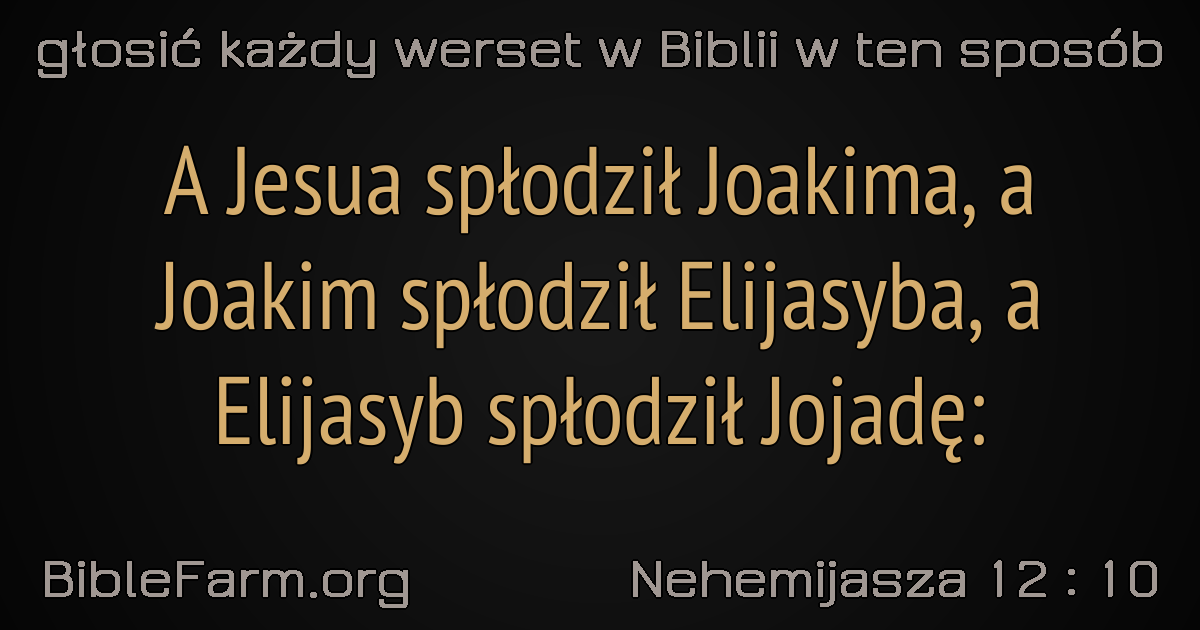 głosić każdy werset w Biblii w ten sposób
A Jesua spłodził Joakima, a
Joakim spłodził Elijasyba, a
Elijasyb spłodził Jojadę:
BibleFarm.org
Nehemijasza 12 : 10